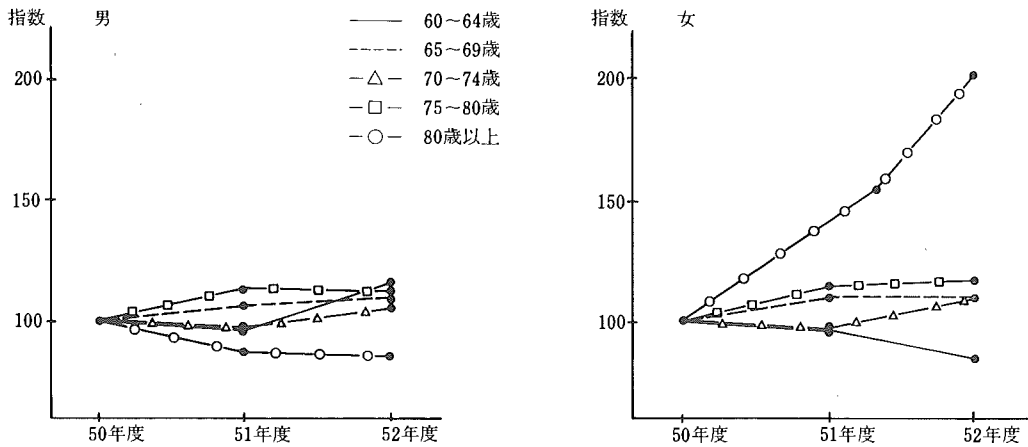 指数 男
60～64歳
65～69歳
70～74歳
75～80歳
80歳以上
200
150
100
50年度 51年度 52年度
指数 女
200
150
100
50年度 51年度 52年度